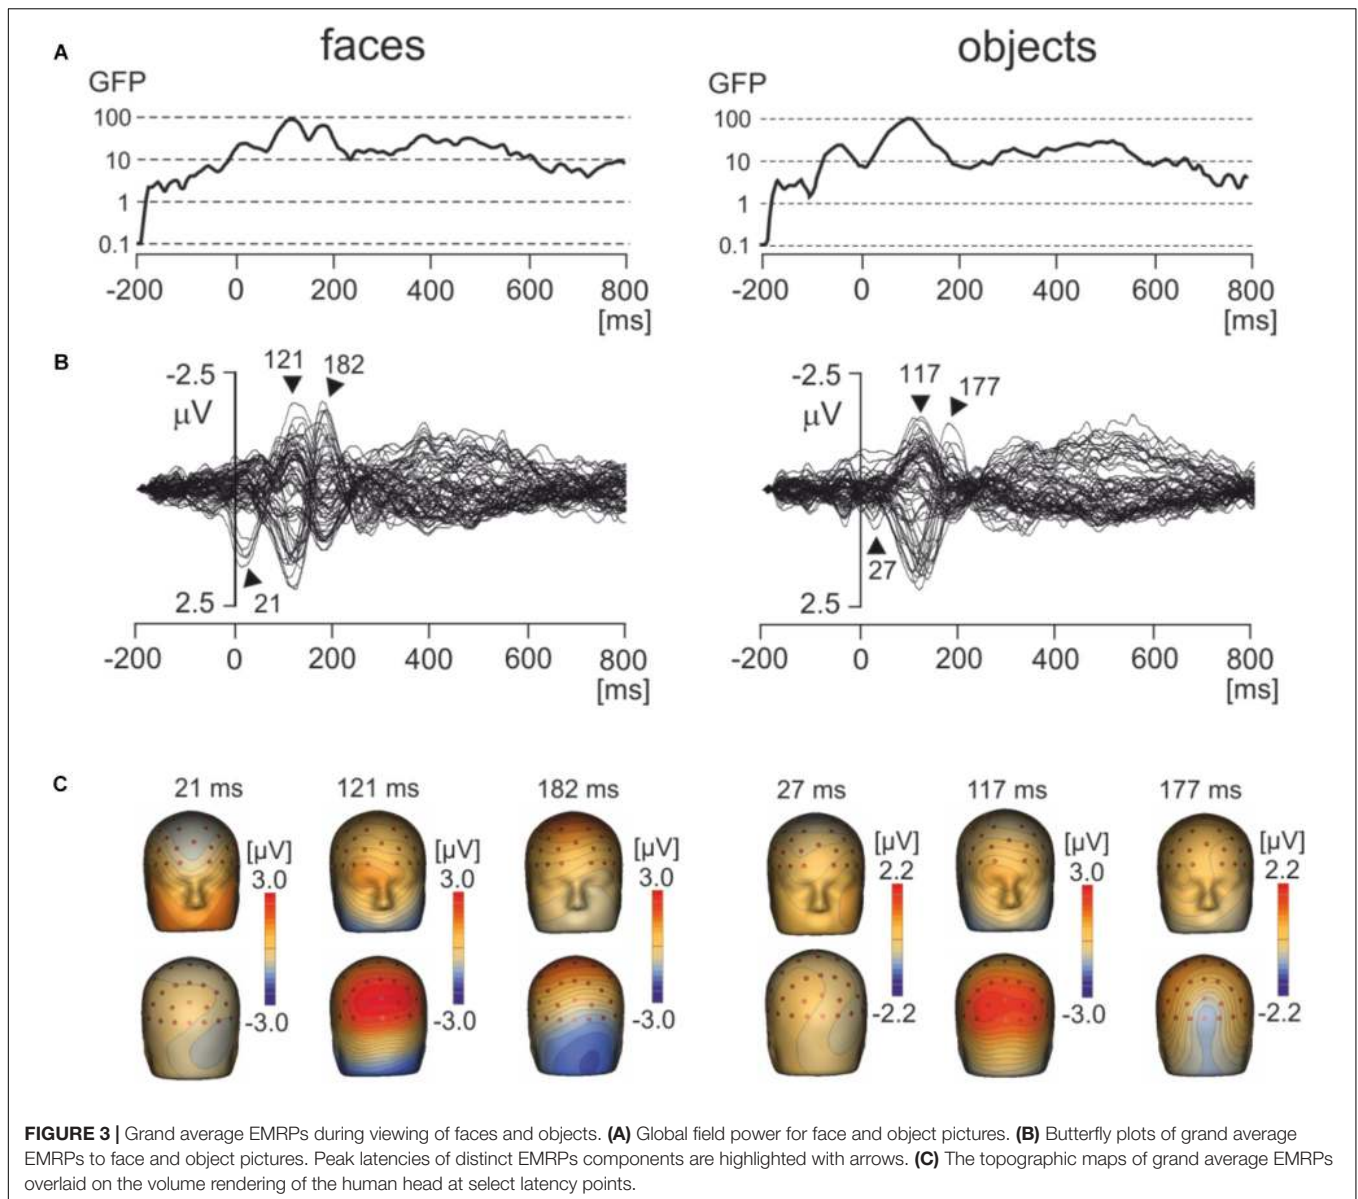 A
faces
objects
GFP
GFP
100
10
1
0.1
100
10
1
0.1
-200 0 200 400 600 800
[ms]
-200 0 200 400 600 800
[ms]
B
-2.5
μV
2.5
121
182
21
-2.5
μV
2.5
117
177
27
-200 0 200 400 600 800
[ms]
-200 0 200 400 600 800
[ms]
C
21 ms 121 ms 182 ms 27 ms 117 ms 177 ms
[μV] [μV] [μV] [μV] [μV] [μV]
3.0 3.0 3.0 2.2 3.0 2.2
-3.0 -3.0 -3.0 -2.2 -3.0 -2.2
FIGURE 3 | Grand average EMRPs during viewing of faces and objects. (A) Global field power for face and object pictures. (B) Butterfly plots of grand average
EMRPs to face and object pictures. Peak latencies of distinct EMRPs components are highlighted with arrows. (C) The topographic maps of grand average EMRPs
overlaid on the volume rendering of the human head at select latency points.